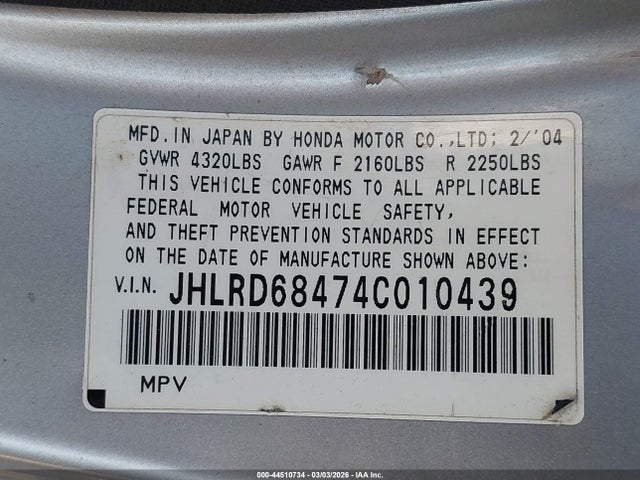 MFD.IN JAPAN BY HONDA MOTOR CO.,LTD; 2/'04
GVWR 4320LBS GAWR F 2160LBS R 2250LBS
THIS VEHICLE CONFORMS TO ALL APPLICABLE
FEDERAL MOTOR VEHICLE SAFETY,
AND THEFT PREVENTION STANDARDS IN EFFECT
ON THE DATE OF MANUFACTURE SHOWN ABOVE:
V.I.N. JHLRD68474C010439
MPV
000-44510734 - 03/03/2026 - IAA Inc.